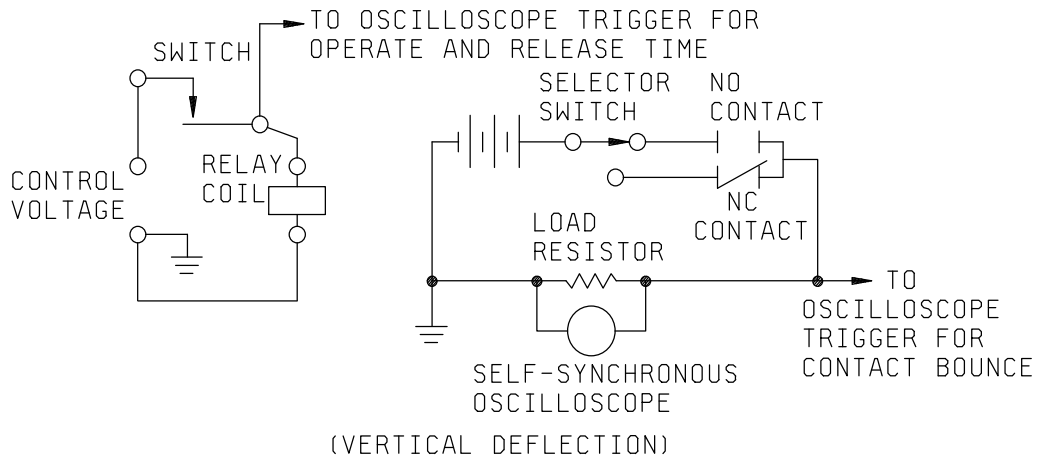 TO OSCILLOSCOPE TRIGGER FOR
OPERATE AND RELEASE TIME
SWITCH
SELECTOR
SWITCH
NO
CONTACT
RELAY
COIL
CONTROL
VOLTAGE
NC
CONTACT
LOAD
RESISTOR
TO
OSCILLOSCOPE
TRIGGER FOR
CONTACT BOUNCE
SELF-SYNCHRONOUS
OSCILLOSCOPE
(VERTICAL DEFLECTION)